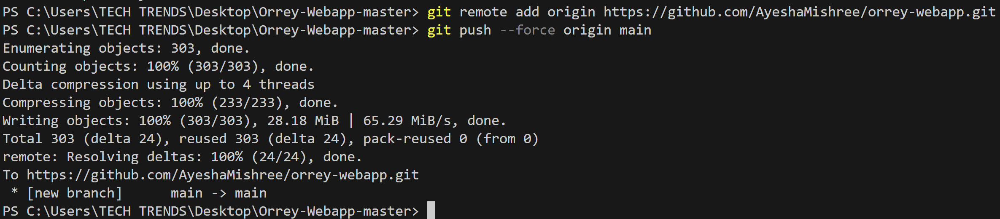 PS C:\Users\TECH TRENDS\Desktop\Orrey-Webapp-master> git remote add origin https://github.com/AyeshaMishree/orrey-webapp.git
PS C:\Users\TECH TRENDS\Desktop\Orrey-Webapp-master> git push --force origin main
Enumerating objects: 303, done.
Counting objects: 100% (303/303), done.
Delta compression using up to 4 threads
Compressing objects: 100% (233/233), done.
Writing objects: 100% (303/303), 28.18 MiB | 65.29 MiB/s, done.
Total 303 (delta 24), reused 303 (delta 24), pack-reused 0 (from 0)
remote: Resolving deltas: 100% (24/24), done.
To https://github.com/AyeshaMishree/orrey-webapp.git
 * [new branch]      main -> main
PS C:\Users\TECH TRENDS\Desktop\Orrey-Webapp-master>